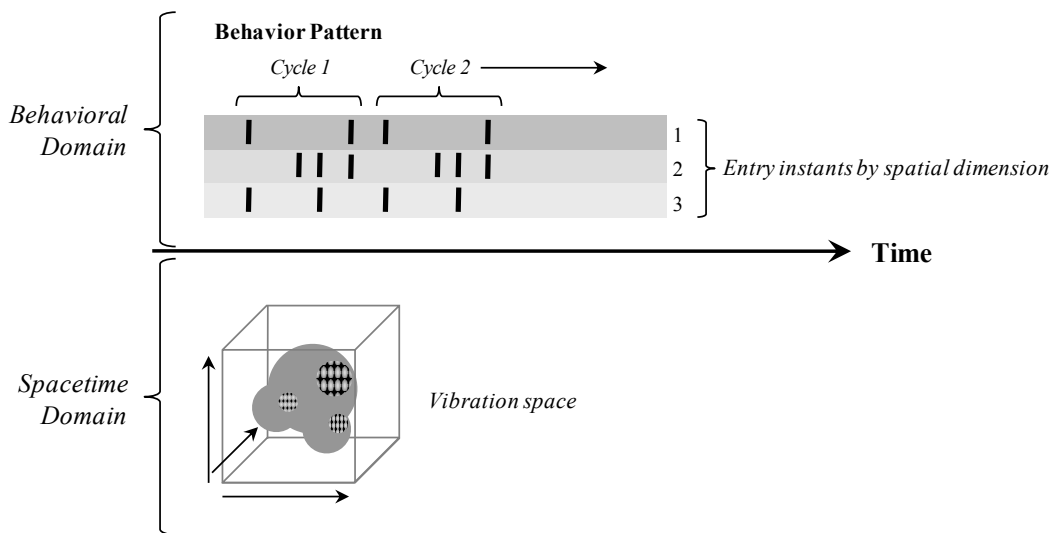 Behavior Pattern
Cycle 1
Cycle 2
Behavioral
Domain
1
2
3
Entry instants by spatial dimension
Time
Spacetime
Domain
Vibration space